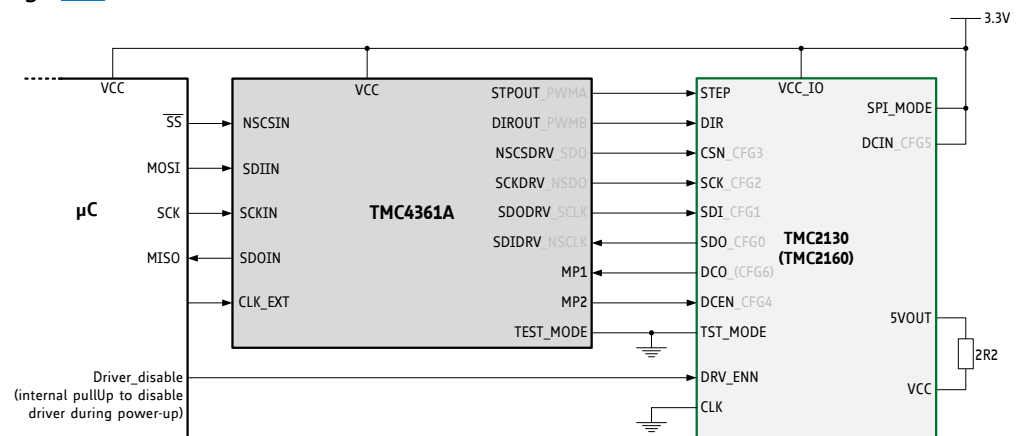 3.3V
VCC
VCC
VCC_IO
SS
MOSI
µC
SCK
MISO
Driver_disable
(internal pullUp to disable
driver during power-up)
NSCSIN
SDIIN
SCKIN
SDOIN
CLK_EXT
TMC4361A
STPOUT_PWMA
DIROUT_PWMB
NSCSDRV_SDO
SCKDRV_NSDO
SDODRV_SCLK
SDIDRV_NSCLK
MP1
MP2
TEST_MODE
STEP
DIR
CSN_CFG3
SCK_CFG2
SDI_CFG1
SDO_CFG0
DCO_(CFG6)
DCEN_CFG4
TST_MODE
DRV_ENN
CLK
TMC2130
(TMC2160)
SPI_MODE
DCIN_CFG5
5VOUT
VCC
2R2